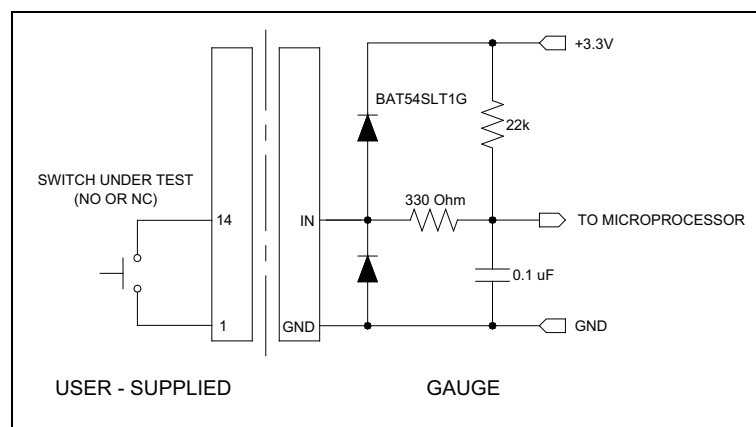 +3.3V
BAT54SLT1G
22k
SWITCH UNDER TEST
(NO OR NC)
330 Ohm
14
IN
TO MICROPROCESSOR
0.1 uF
1
GND
GND
USER - SUPPLIED
GAUGE